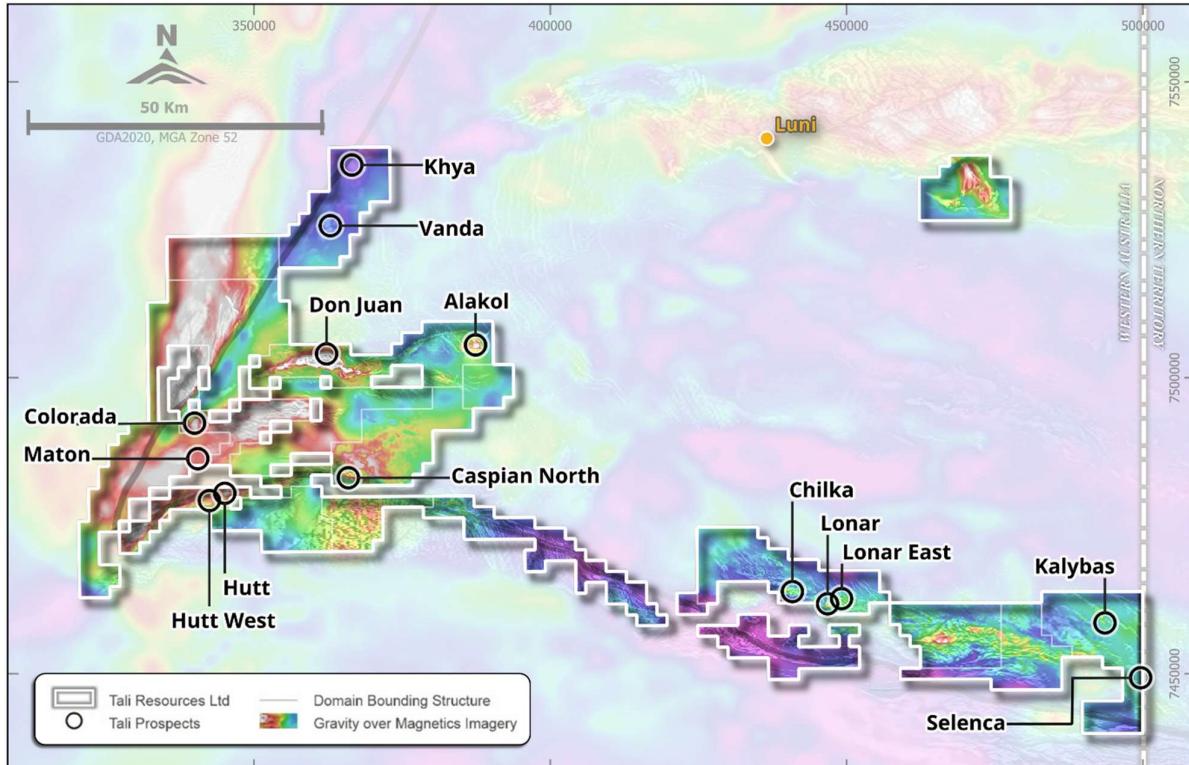 350000
400000
450000
500000
N
50 Km
GDA2020, MGA Zone 52
7550000
Luni
Khya
Vanda
WESTERN AUSTRALIA
NORTHERN TERRITORY
Don Juan
Alakol
7500000
Colorada
Maton
Caspian North
Chilka
Lonar
Lonar East
Kalybas
Hutt
Hutt West
7450000
Selenca
Tali Resources Ltd
Domain Bounding Structure
Tali Prospects
Gravity over Magnetics Imagery